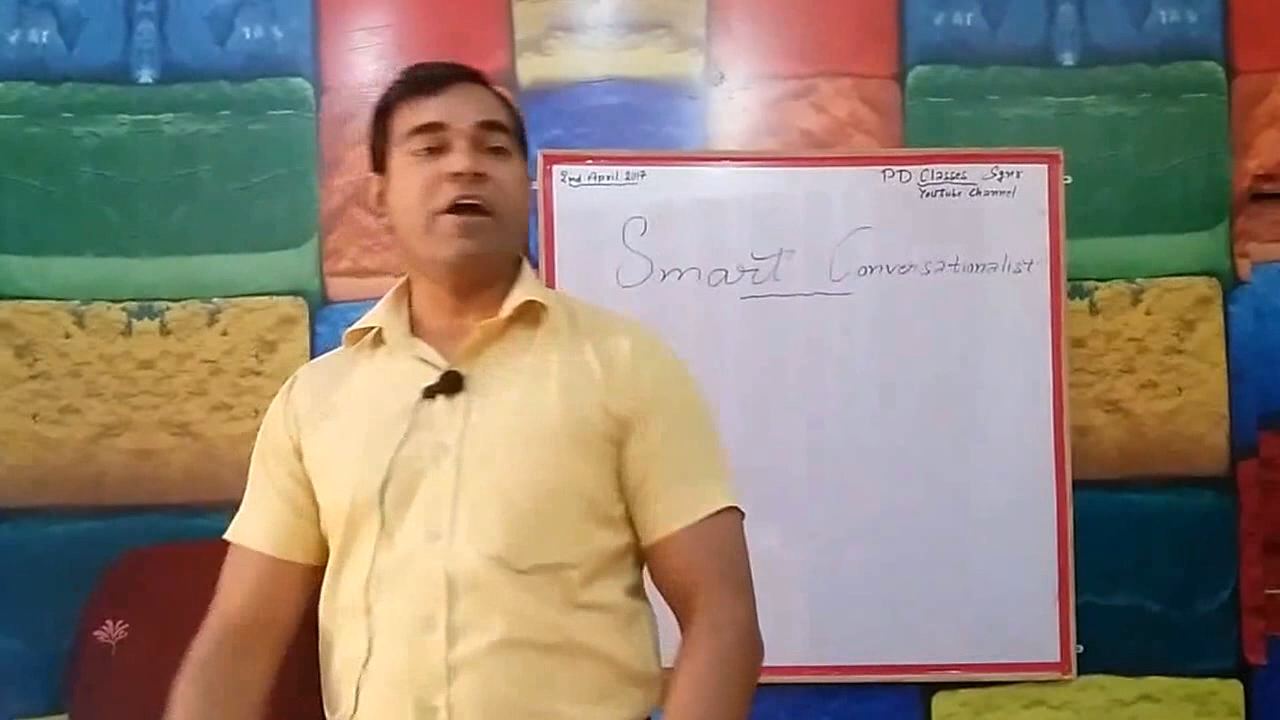 2nd April 2017
PD Classes Sgnr
YouTube Channel
Smart Conversationalist